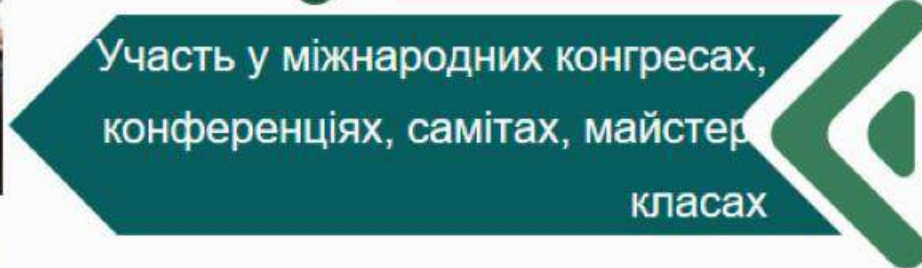 Участь у міжнародних конгресах,
конференціях, самітах, майстер
класах